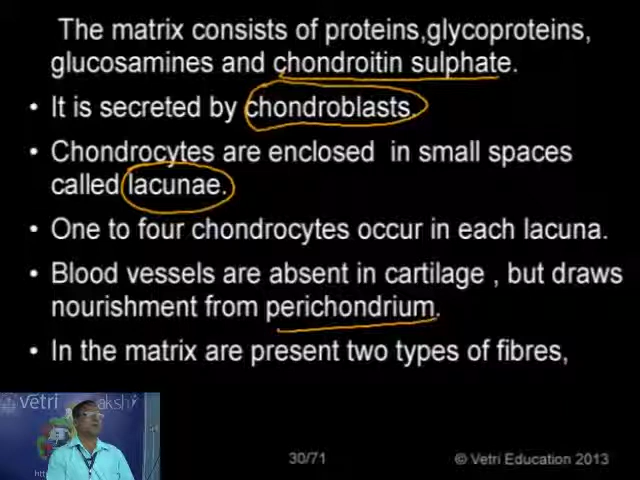 The matrix consists of proteins,glycoproteins,
glucosamines and chondroitin sulphate.
• It is secreted by chondroblasts.
• Chondrocytes are enclosed in small spaces
called lacunae.
• One to four chondrocytes occur in each lacuna.
• Blood vessels are absent in cartilage , but draws
nourishment from perichondrium.
• In the matrix are present two types of fibres,
vetri akshi
30/71
© Vetri Education 2013